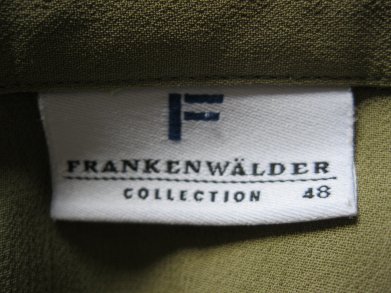 F
FRANKENWÄLDER
COLLECTION 48